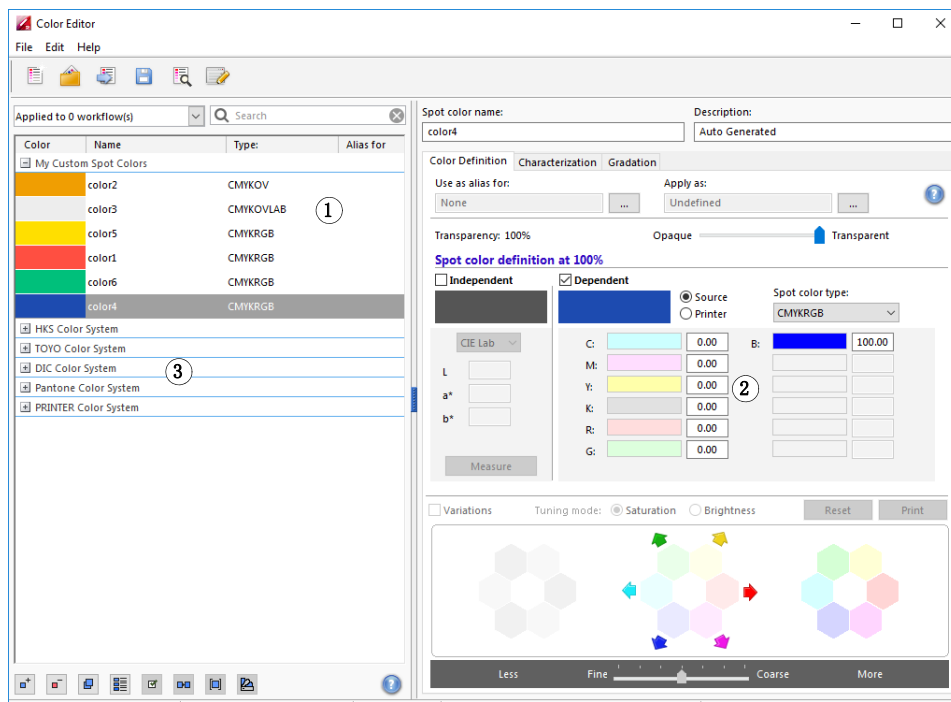 Color Editor
File Edit Help
Applied to 0 workflow(s) Search
Color Name Type: Alias for
My Custom Spot Colors
color2 CMYKOV
color3 CMYKOVLAB
1
color5 CMYKRGB
color1 CMYKRGB
color6 CMYKRGB
color4 CMYKRGB
HKS Color System
TOYO Color System
DIC Color System
3
Pantone Color System
PRINTER Color System
Spot color name: Description:
color4 Auto Generated
Color Definition Characterization Gradation
Use as alias for: Apply as:
None ... Undefined ...
?
Transparency: 100% Opaque Transparent
Spot color definition at 100%
Independent Dependent
Source Spot color type:
Printer CMYKRGB
CIE Lab
L
a*
b*
Measure
C: 0.00 B: 100.00
M: 0.00
Y: 0.00
2
K: 0.00
R: 0.00
G: 0.00
Variations Tuning mode: Saturation Brightness Reset Print
Less Fine Coarse More
?